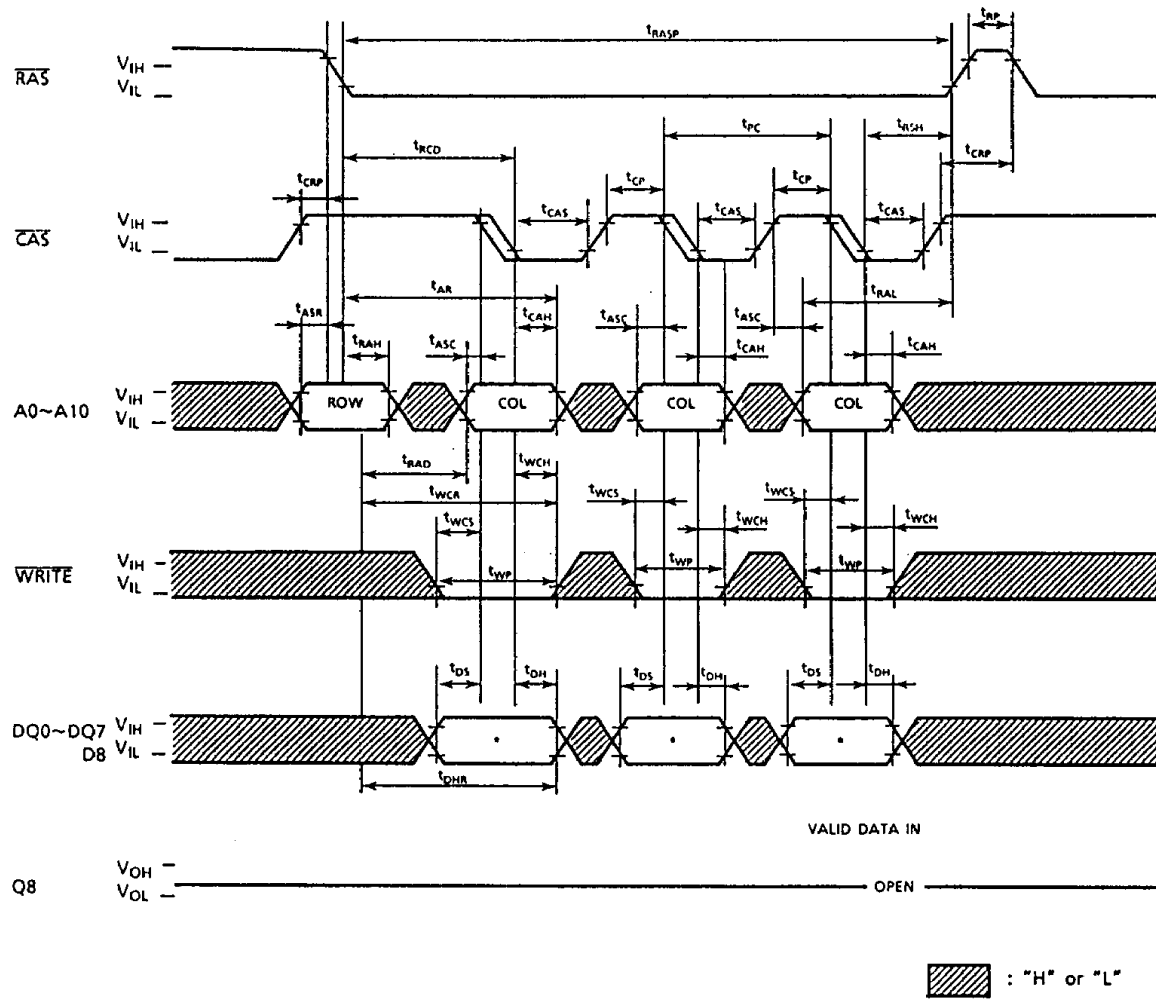 tRP
tRASP
RAS
VIH
VIL
tPC
tRSH
tRCD
tCRP
tCRP
tCP
tCP
CAS
VIH
VIL
tCAS
tCAS
tCAS
tAR
tRAL
tASR
tCAH
tASC
tASC
tRAH
tASC
tCAH
tCAH
A0~A10
VIH
VIL
ROW
COL
COL
COL
tRAD
tWCH
tWCR
tWCS
tWCS
tWCS
tWCH
tWCH
WRITE
VIH
VIL
tWP
tWP
tWP
tDS
tDH
tDS
tDH
tDS
tDH
DQ0~DQ7
D8
VIH
VIL
*
*
*
tDHR
VALID DATA IN
Q8
VOH
VOL
OPEN
: "H" or "L"